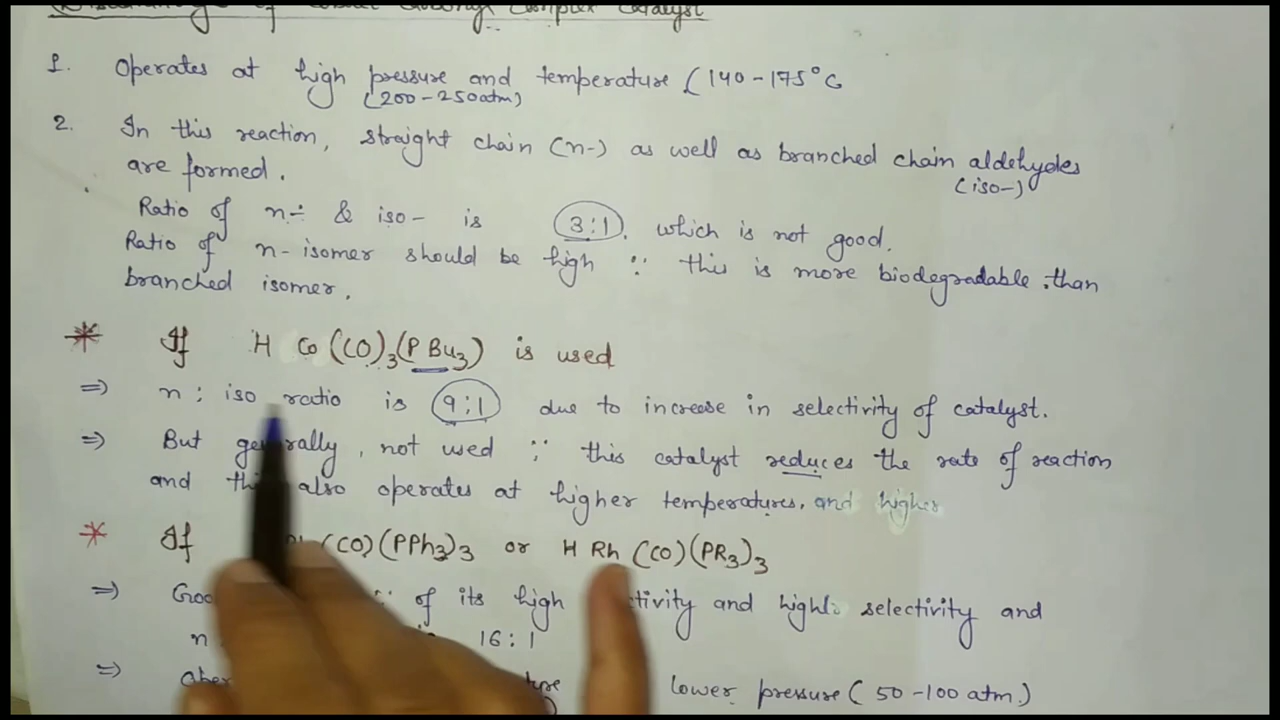 of Complex Catalyst
1. Operates at high pressure and temperature (140-175°C
(200-250atm)
2. In this reaction, straight chain (n-) as well as branched chain aldehydes
are formed. (iso-)
Ratio of n- & iso- is 3:1, which is not good.
Ratio of n-isomer should be high ∵ this is more biodegradable than
branched isomer.
* If H Co(CO)3(PBu3) is used
⇒ n : iso ratio is 9:1 due to increase in selectivity of catalyst.
⇒ But generally, not used ∵ this catalyst reduces the rate of reaction
and also operates at higher temperatures, and higher
* If (CO)(PPh3)3 or H Rh (CO)(PR3)3
⇒ of its high and high selectivity and
n 16:1
⇒ lower pressure (50-100 atm.)